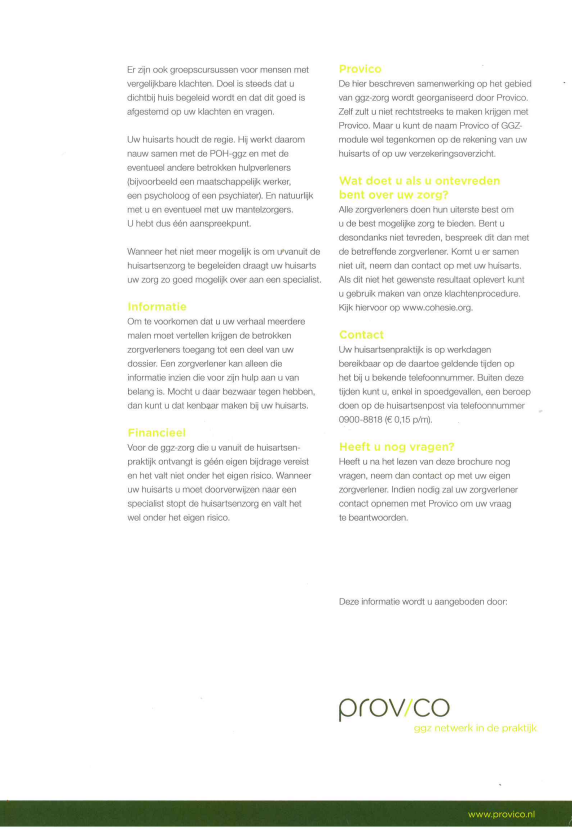 Er zijn ook groepscursussen voor mensen met
vergelijkbare klachten. Doel is steeds dat u
dichtbij huis begeleid wordt en dat dit goed is
afgestemd op uw klachten en vragen.
Uw huisarts houdt de regie. Hij werkt daarom
nauw samen met de POH-ggz en met de
eventueel andere betrokken hulpverleners
(bijvoorbeeld een maatschappelijk werker,
een psycholoog of een psychiater). En natuurlijk
met u en eventueel met uw mantelzorgers.
U hebt dus één aanspreekpunt.
Wanneer het niet meer mogelijk is om u vanuit de
huisartsenzorg te begeleiden draagt uw huisarts
uw zorg zo goed mogelijk over aan een specialist.
Informatie
Om te voorkomen dat u uw verhaal meerdere
malen moet vertellen krijgen de betrokken
zorgverleners toegang tot een deel van uw
dossier. Een zorgverlener kan alleen die
informatie inzien die voor zijn hulp aan u van
belang is. Mocht u daar bezwaar tegen hebben,
dan kunt u dat kenbaar maken bij uw huisarts.
Financieel
Voor de ggz-zorg die u vanuit de huisartsen-
praktijk ontvangt is géén eigen bijdrage vereist
en het valt niet onder het eigen risico. Wanneer
uw huisarts u moet doorverwijzen naar een
specialist stopt de huisartsenzorg en valt het
wel onder het eigen risico.
Provico
De hier beschreven samenwerking op het gebied
van ggz-zorg wordt georganiseerd door Provico.
Zelf zult u niet rechtstreeks te maken krijgen met
Provico. Maar u kunt de naam Provico of GGZ-
module wel tegenkomen op de rekening van uw
huisarts of op uw verzekeringsoverzicht.
Wat doet u als u ontevreden
bent over uw zorg?
Alle zorgverleners doen hun uiterste best om
u de best mogelijke zorg te bieden. Bent u
desondanks niet tevreden, bespreek dit dan met
de betreffende zorgverlener. Komt u er samen
niet uit, neem dan contact op met uw huisarts.
Als dit niet het gewenste resultaat oplevert kunt
u gebruik maken van onze klachtenprocedure.
Kijk hiervoor op www.cohesie.org.
Contact
Uw huisartsenpraktijk is op werkdagen
bereikbaar op de daartoe geldende tijden op
het bij u bekende telefoonnummer. Buiten deze
tijden kunt u, enkel in spoedgevallen, een beroep
doen op de huisartsenpost via telefoonnummer
0900-8818 (€ 0,15 p/m).
Heeft u nog vragen?
Heeft u na het lezen van deze brochure nog
vragen, neem dan contact op met uw eigen
zorgverlener. Indien nodig zal uw zorgverlener
contact opnemen met Provico om uw vraag
te beantwoorden.
Deze informatie wordt u aangeboden door:
prov/co
ggz netwerk in de praktijk
www.provico.nl